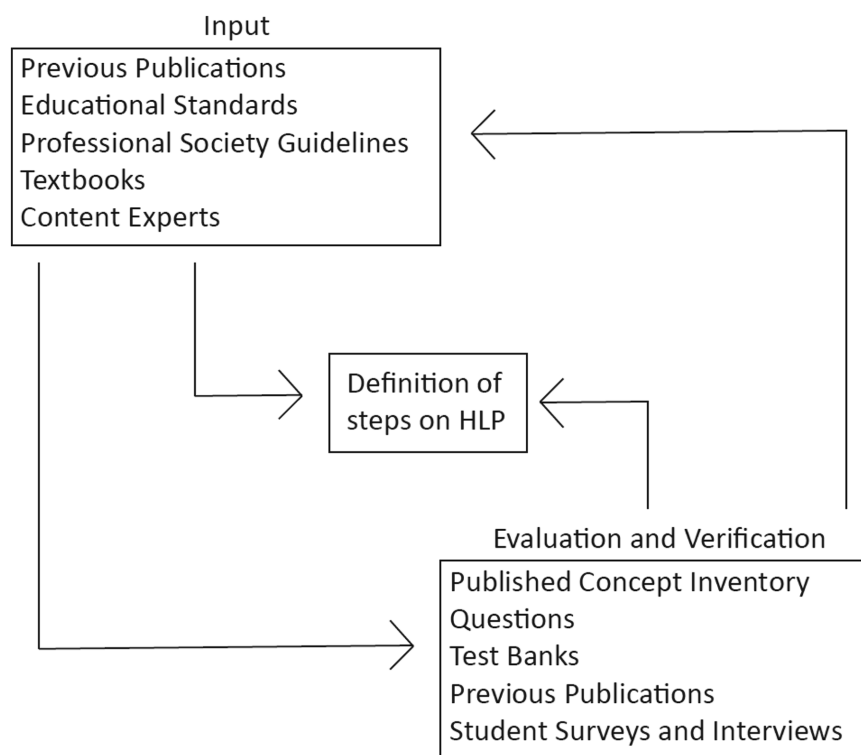 Input
Previous Publications
Educational Standards
Professional Society Guidelines
Textbooks
Content Experts
Definition of
steps on HLP
Evaluation and Verification
Published Concept Inventory
Questions
Test Banks
Previous Publications
Student Surveys and Interviews